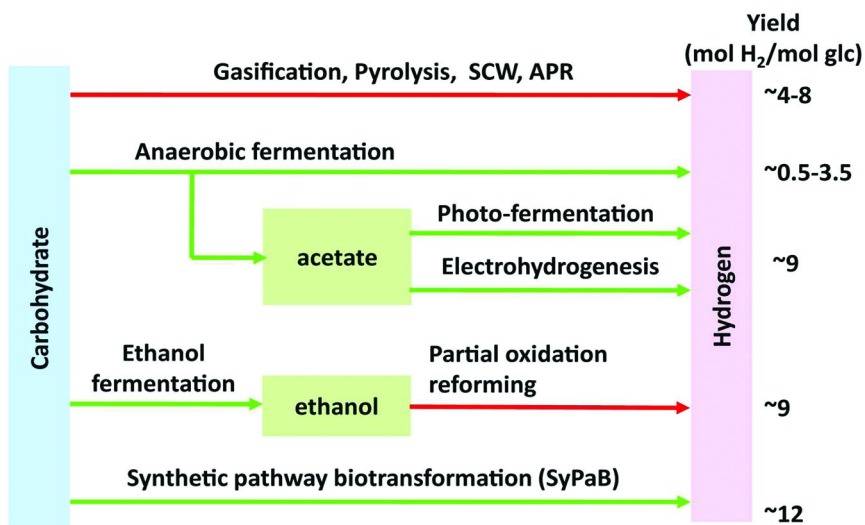 Yield
(mol H₂/mol glc)
Gasification, Pyrolysis, SCW, APR
~4-8
Anaerobic fermentation
~0.5-3.5
Photo-fermentation
acetate
Electrohydrogenesis
~9
Carbohydrate
Hydrogen
Ethanol
fermentation
Partial oxidation
reforming
ethanol
~9
Synthetic pathway biotransformation (SyPaB)
~12